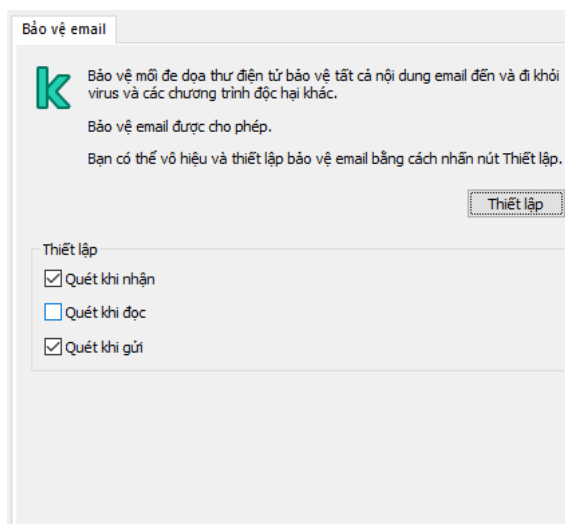 Bảo vệ email
Bảo vệ mối đe dọa thư điện tử bảo vệ tất cả nội dung email đến và đi khỏi
virus và các chương trình độc hại khác.
Bảo vệ email được cho phép.
Bạn có thể vô hiệu và thiết lập bảo vệ email bằng cách nhấn nút Thiết lập.
Thiết lập
Thiết lập
Quét khi nhận
Quét khi đọc
Quét khi gửi